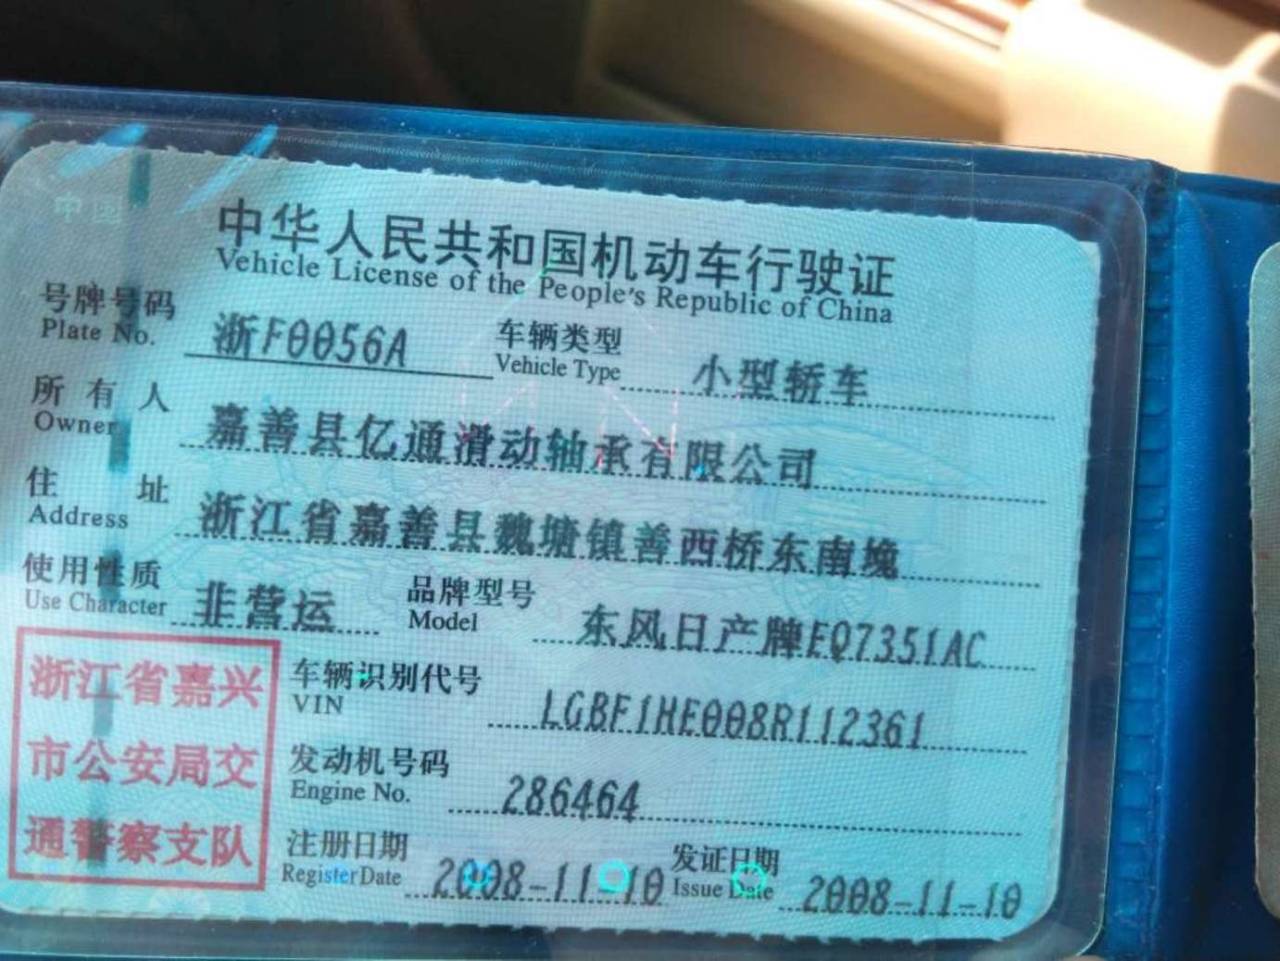 中国
中华人民共和国机动车行驶证
Vehicle License of the People's Republic of China
号牌号码 浙F0056A 车辆类型 小型轿车
Plate No. Vehicle Type
所有人 嘉善县亿通滑动轴承有限公司
Owner
住址 浙江省嘉善县魏塘镇善西桥东南堍
Address
使用性质 非营运 品牌型号 东风日产牌EQ7351AC
Use Character Model
浙江省嘉兴
市公安局交
通警察支队
车辆识别代号 LGBF1HE008R112361
VIN
发动机号码 286464
Engine No.
注册日期 2008-11-10 发证日期 2008-11-10
Register Date Issue Date